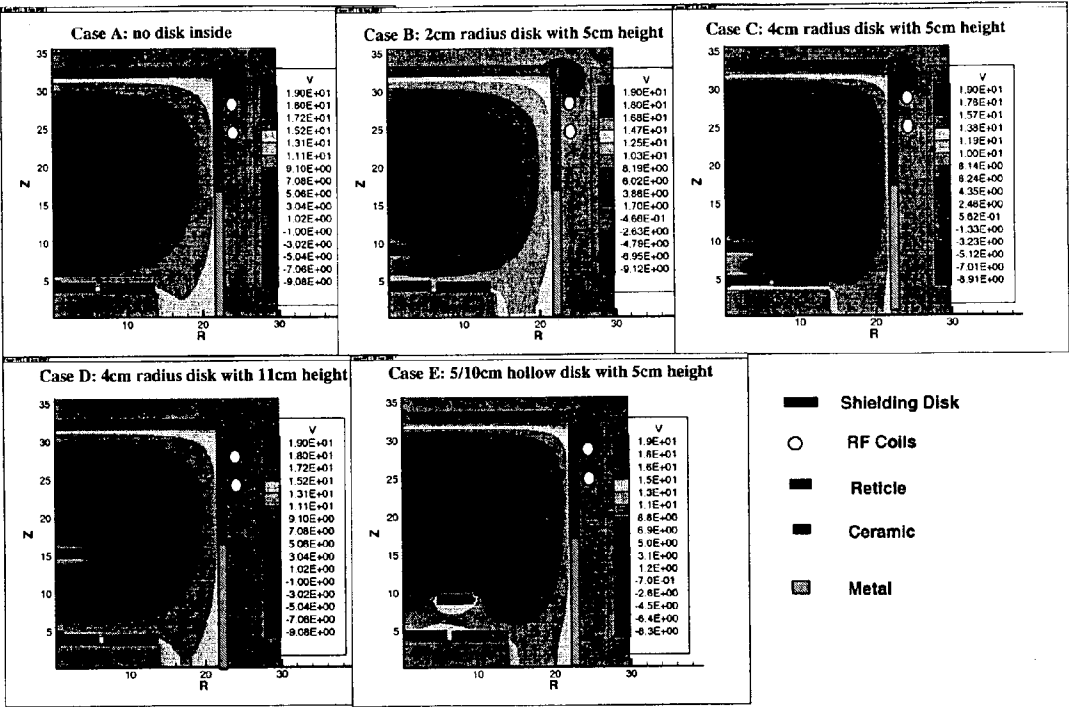 Case A: no disk inside
35
30
25
20
15
10
5
Z
10
20
30
R
V
1.90E+01
1.80E+01
1.72E+01
1.52E+01
1.31E+01
1.11E+01
9.10E+00
7.08E+00
5.06E+00
3.04E+00
1.02E+00
-1.00E+00
-3.02E+00
-5.04E+00
-7.06E+00
-9.08E+00
Case B: 2cm radius disk with 5cm height
35
30
25
20
15
10
5
Z
10
20
30
R
V
1.90E+01
1.80E+01
1.68E+01
1.47E+01
1.25E+01
1.03E+01
8.19E+00
6.02E+00
3.86E+00
1.70E+00
-4.66E-01
-2.63E+00
-4.79E+00
-6.95E+00
-9.12E+00
Case C: 4cm radius disk with 5cm height
35
30
25
20
15
10
5
Z
10
20
30
R
V
1.90E+01
1.76E+01
1.57E+01
1.38E+01
1.19E+01
1.00E+01
8.14E+00
6.24E+00
4.35E+00
2.46E+00
5.62E-01
-1.33E+00
-3.23E+00
-5.12E+00
-7.01E+00
-8.91E+00
Case D: 4cm radius disk with 11cm height
35
30
25
20
15
10
5
Z
10
20
30
R
V
1.90E+01
1.80E+01
1.72E+01
1.52E+01
1.31E+01
1.11E+01
9.10E+00
7.08E+00
5.06E+00
3.04E+00
1.02E+00
-1.00E+00
-3.02E+00
-5.04E+00
-7.06E+00
-9.08E+00
Case E: 5/10cm hollow disk with 5cm height
35
30
25
20
15
10
5
Z
10
20
30
R
V
1.9E+01
1.8E+01
1.6E+01
1.5E+01
1.3E+01
1.1E+01
8.8E+00
6.9E+00
5.0E+00
3.1E+00
1.2E+00
-7.0E-01
-2.6E+00
-4.5E+00
-6.4E+00
-8.3E+00
Shielding Disk
RF Coils
Reticle
Ceramic
Metal